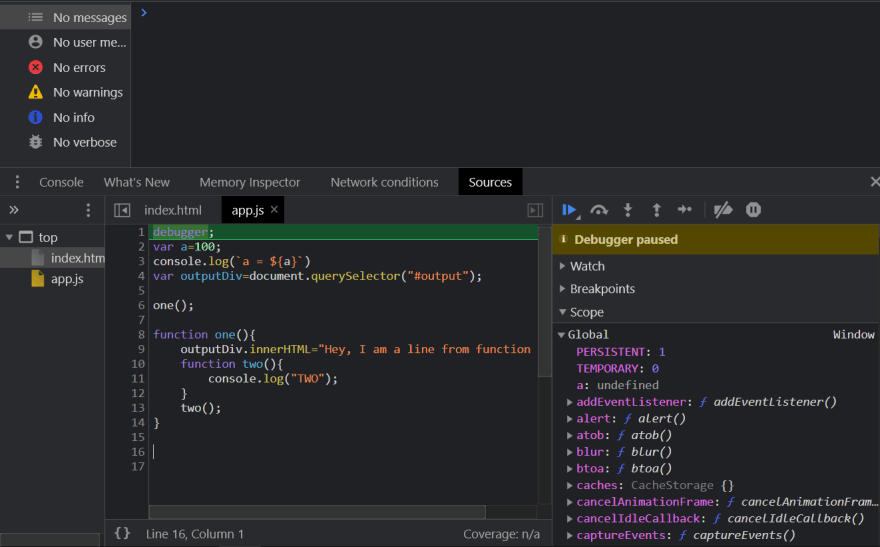 No messages
No user me...
No errors
No warnings
No info
No verbose
Console What's New Memory Inspector Network conditions Sources
index.html app.js
top
index.htm
app.js
1 debugger;
2 var a=100;
3 console.log(`a = ${a}`)
4 var outputDiv=document.querySelector("#output");
5
6 one();
7
8 function one(){
9 outputDiv.innerHTML="Hey, I am a line from function
10 function two(){
11 console.log("TWO");
12 }
13 two();
14 }
15
16
17
{} Line 16, Column 1 Coverage: n/a
Debugger paused
Watch
Breakpoints
Scope
Global Window
PERSISTENT: 1
TEMPORARY: 0
a: undefined
addEventListener: ƒ addEventListener()
alert: ƒ alert()
atob: ƒ atob()
blur: ƒ blur()
btoa: ƒ btoa()
caches: CacheStorage {}
cancelAnimationFrame: ƒ cancelAnimationFram…
cancelIdleCallback: ƒ cancelIdleCallback()
captureEvents: ƒ captureEvents()